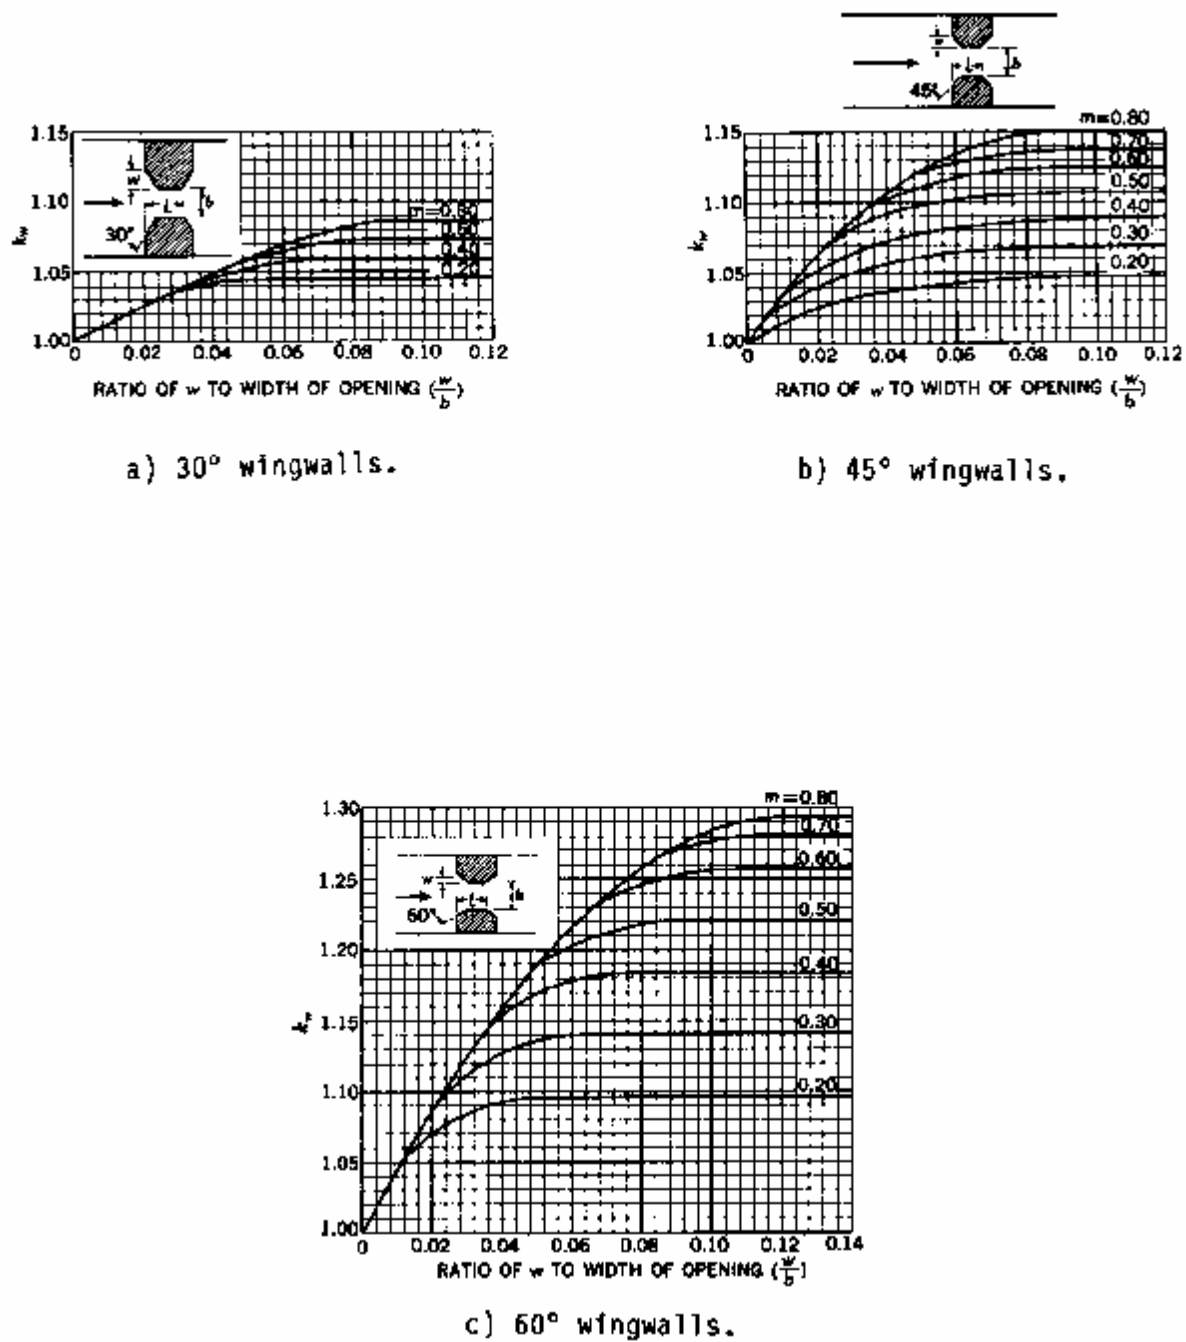 1.15
1.10
1.05
1.00
k_w
w
L
b
30°
m=0.80
0.60
0.40
0.20
0 0.02 0.04 0.06 0.08 0.10 0.12
RATIO OF w TO WIDTH OF OPENING (w/b)
a) 30° wingwalls.
L
b
45°
m=0.80
1.15
1.10
1.05
1.00
k_w
0.70
0.60
0.50
0.40
0.30
0.20
0 0.02 0.04 0.06 0.08 0.10 0.12
RATIO OF w TO WIDTH OF OPENING (w/b)
b) 45° wingwalls.
m=0.80
1.30
1.25
1.20
1.15
1.10
1.05
1.00
k_w
w
L
60°
0.70
0.60
0.50
0.40
0.30
0.20
0 0.02 0.04 0.06 0.08 0.10 0.12 0.14
RATIO OF w TO WIDTH OF OPENING (w/b)
c) 60° wingwalls.